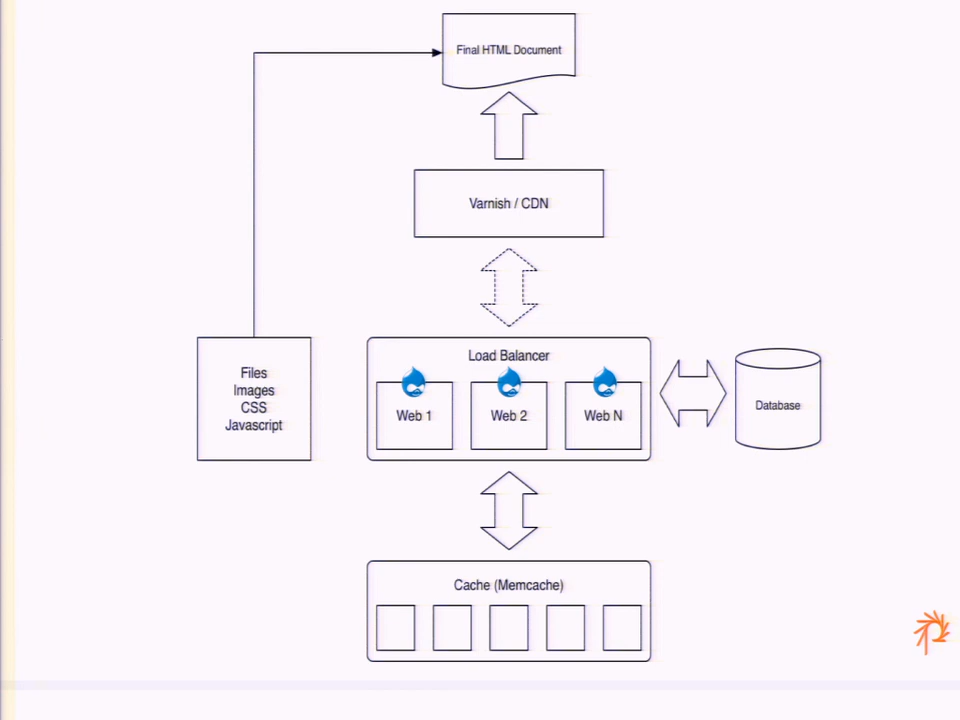 Final HTML Document
Varnish / CDN
Files
Images
CSS
Javascript
Load Balancer
Web 1
Web 2
Web N
Database
Cache (Memcache)